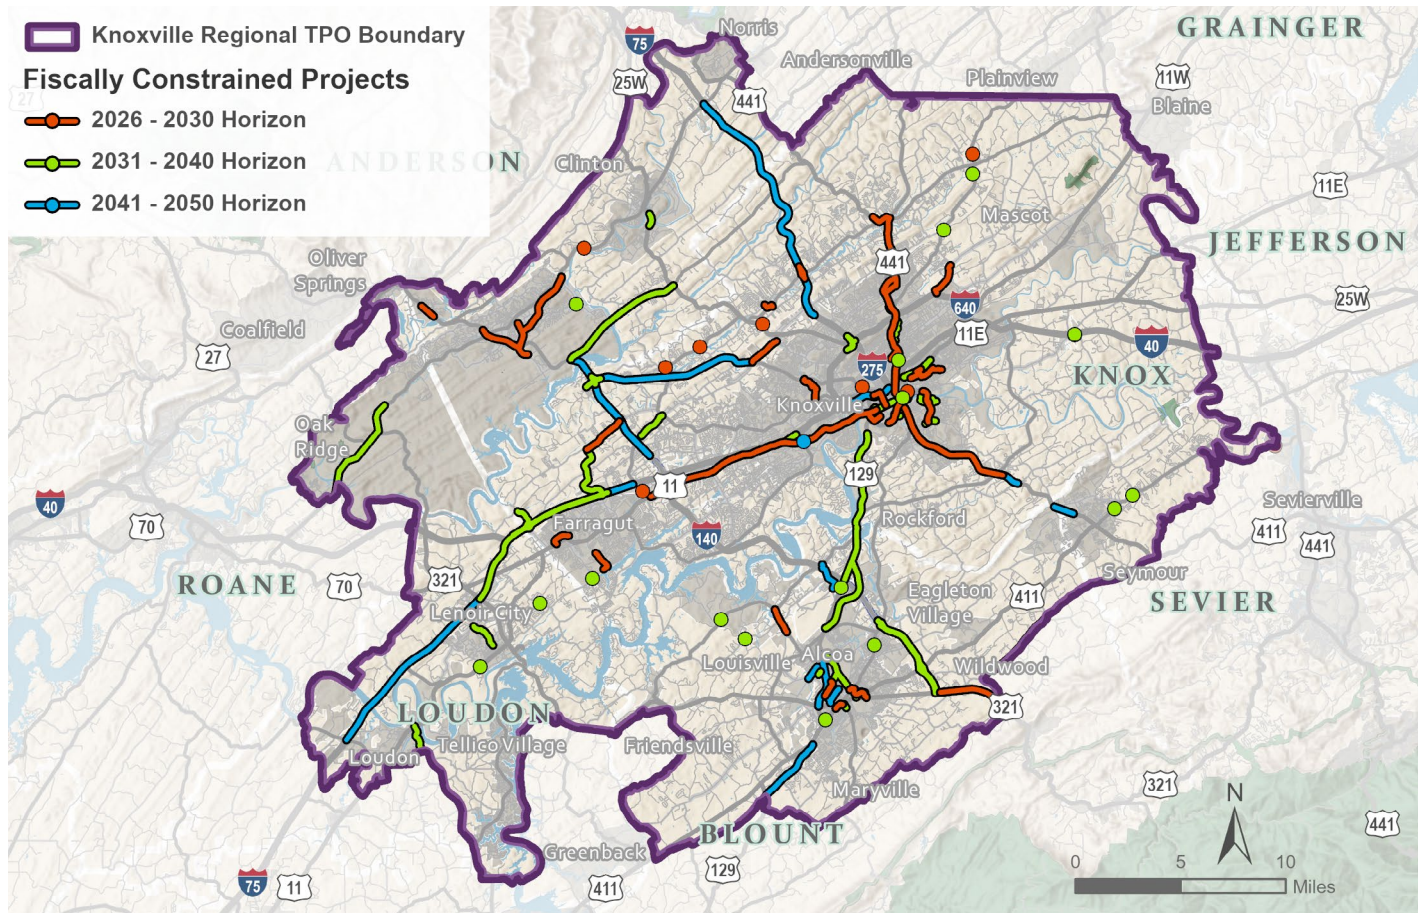 Knoxville Regional TPO Boundary
Fiscally Constrained Projects
2026 - 2030 Horizon
2031 - 2040 Horizon
2041 - 2050 Horizon
27
ANDERSON
75
Norris
GRAINGER
25W
441
Andersonville
Plainview
11W
Blaine
Clinton
11E
Mascot
JEFFERSON
Oliver
Springs
441
25W
640
Coalfield
27
11E
40
275
KNOX
Knoxville
Oak
Ridge
129
11
40
70
Sevierville
411
441
Farragut
140
Rockford
ROANE
70
321
Seymour
Eagleton
Village
411
SEVIER
Lenoir City
Louisville
Alcoa
Wildwood
321
LOUDON
Tellico Village
Friendsville
Loudon
Maryville
321
N
441
BLOUNT
Greenback
129
0
5
10
Miles
75
11
411